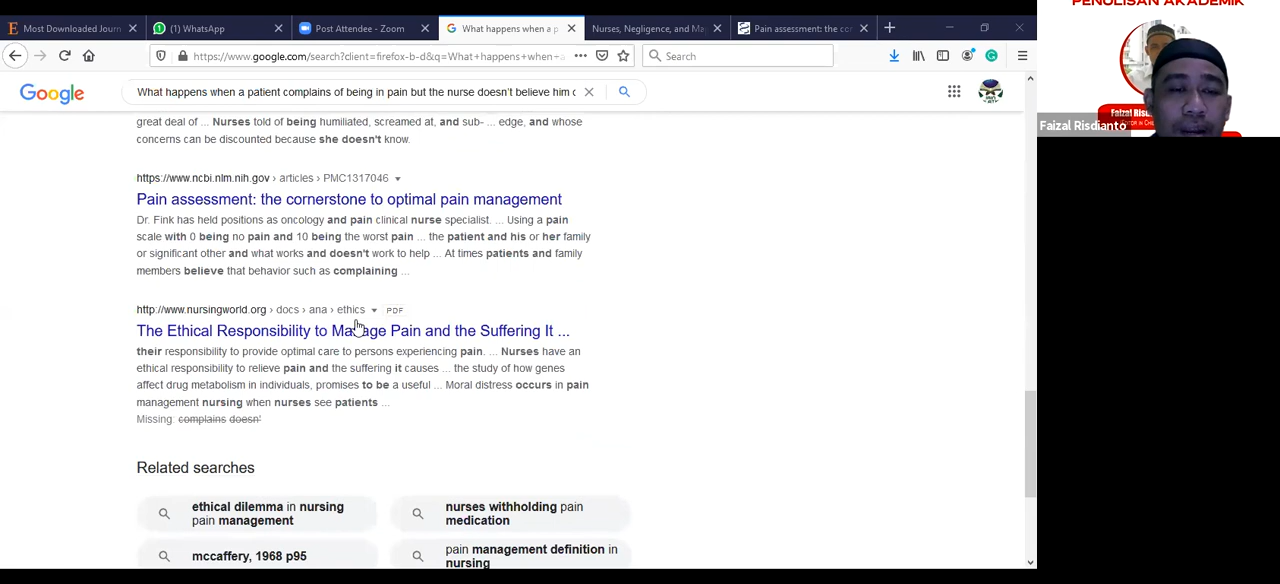 PENULISAN AKADEMIK
Most Downloaded Journ
(1) WhatsApp
Post Attendee - Zoom
What happens when a p
Nurses, Negligence, and Ma
Pain assessment: the co
https://www.google.com/search?client=firefox-b-d&q=What+happens+when+a
Search
Google
What happens when a patient complains of being in pain but the nurse doesn't believe him o
Faizal Risdianto
great deal of ... Nurses told of being humiliated, screamed at, and sub- ... edge, and whose
concerns can be discounted because she doesn't know.
https://www.ncbi.nlm.nih.gov › articles › PMC1317046
Pain assessment: the cornerstone to optimal pain management
Dr. Fink has held positions as oncology and pain clinical nurse specialist. ... Using a pain
scale with 0 being no pain and 10 being the worst pain ... the patient and his or her family
or significant other and what works and doesn't work to help ... At times patients and family
members believe that behavior such as complaining ...
http://www.nursingworld.org › docs › ana › ethics PDF
The Ethical Responsibility to Manage Pain and the Suffering It ...
their responsibility to provide optimal care to persons experiencing pain. ... Nurses have an
ethical responsibility to relieve pain and the suffering it causes ... the study of how genes
affect drug metabolism in individuals, promises to be a useful ... Moral distress occurs in pain
management nursing when nurses see patients ...
Missing: complains doesn'
Related searches
ethical dilemma in nursing
pain management
nurses withholding pain
medication
mccaffery, 1968 p95
pain management definition in
nursing